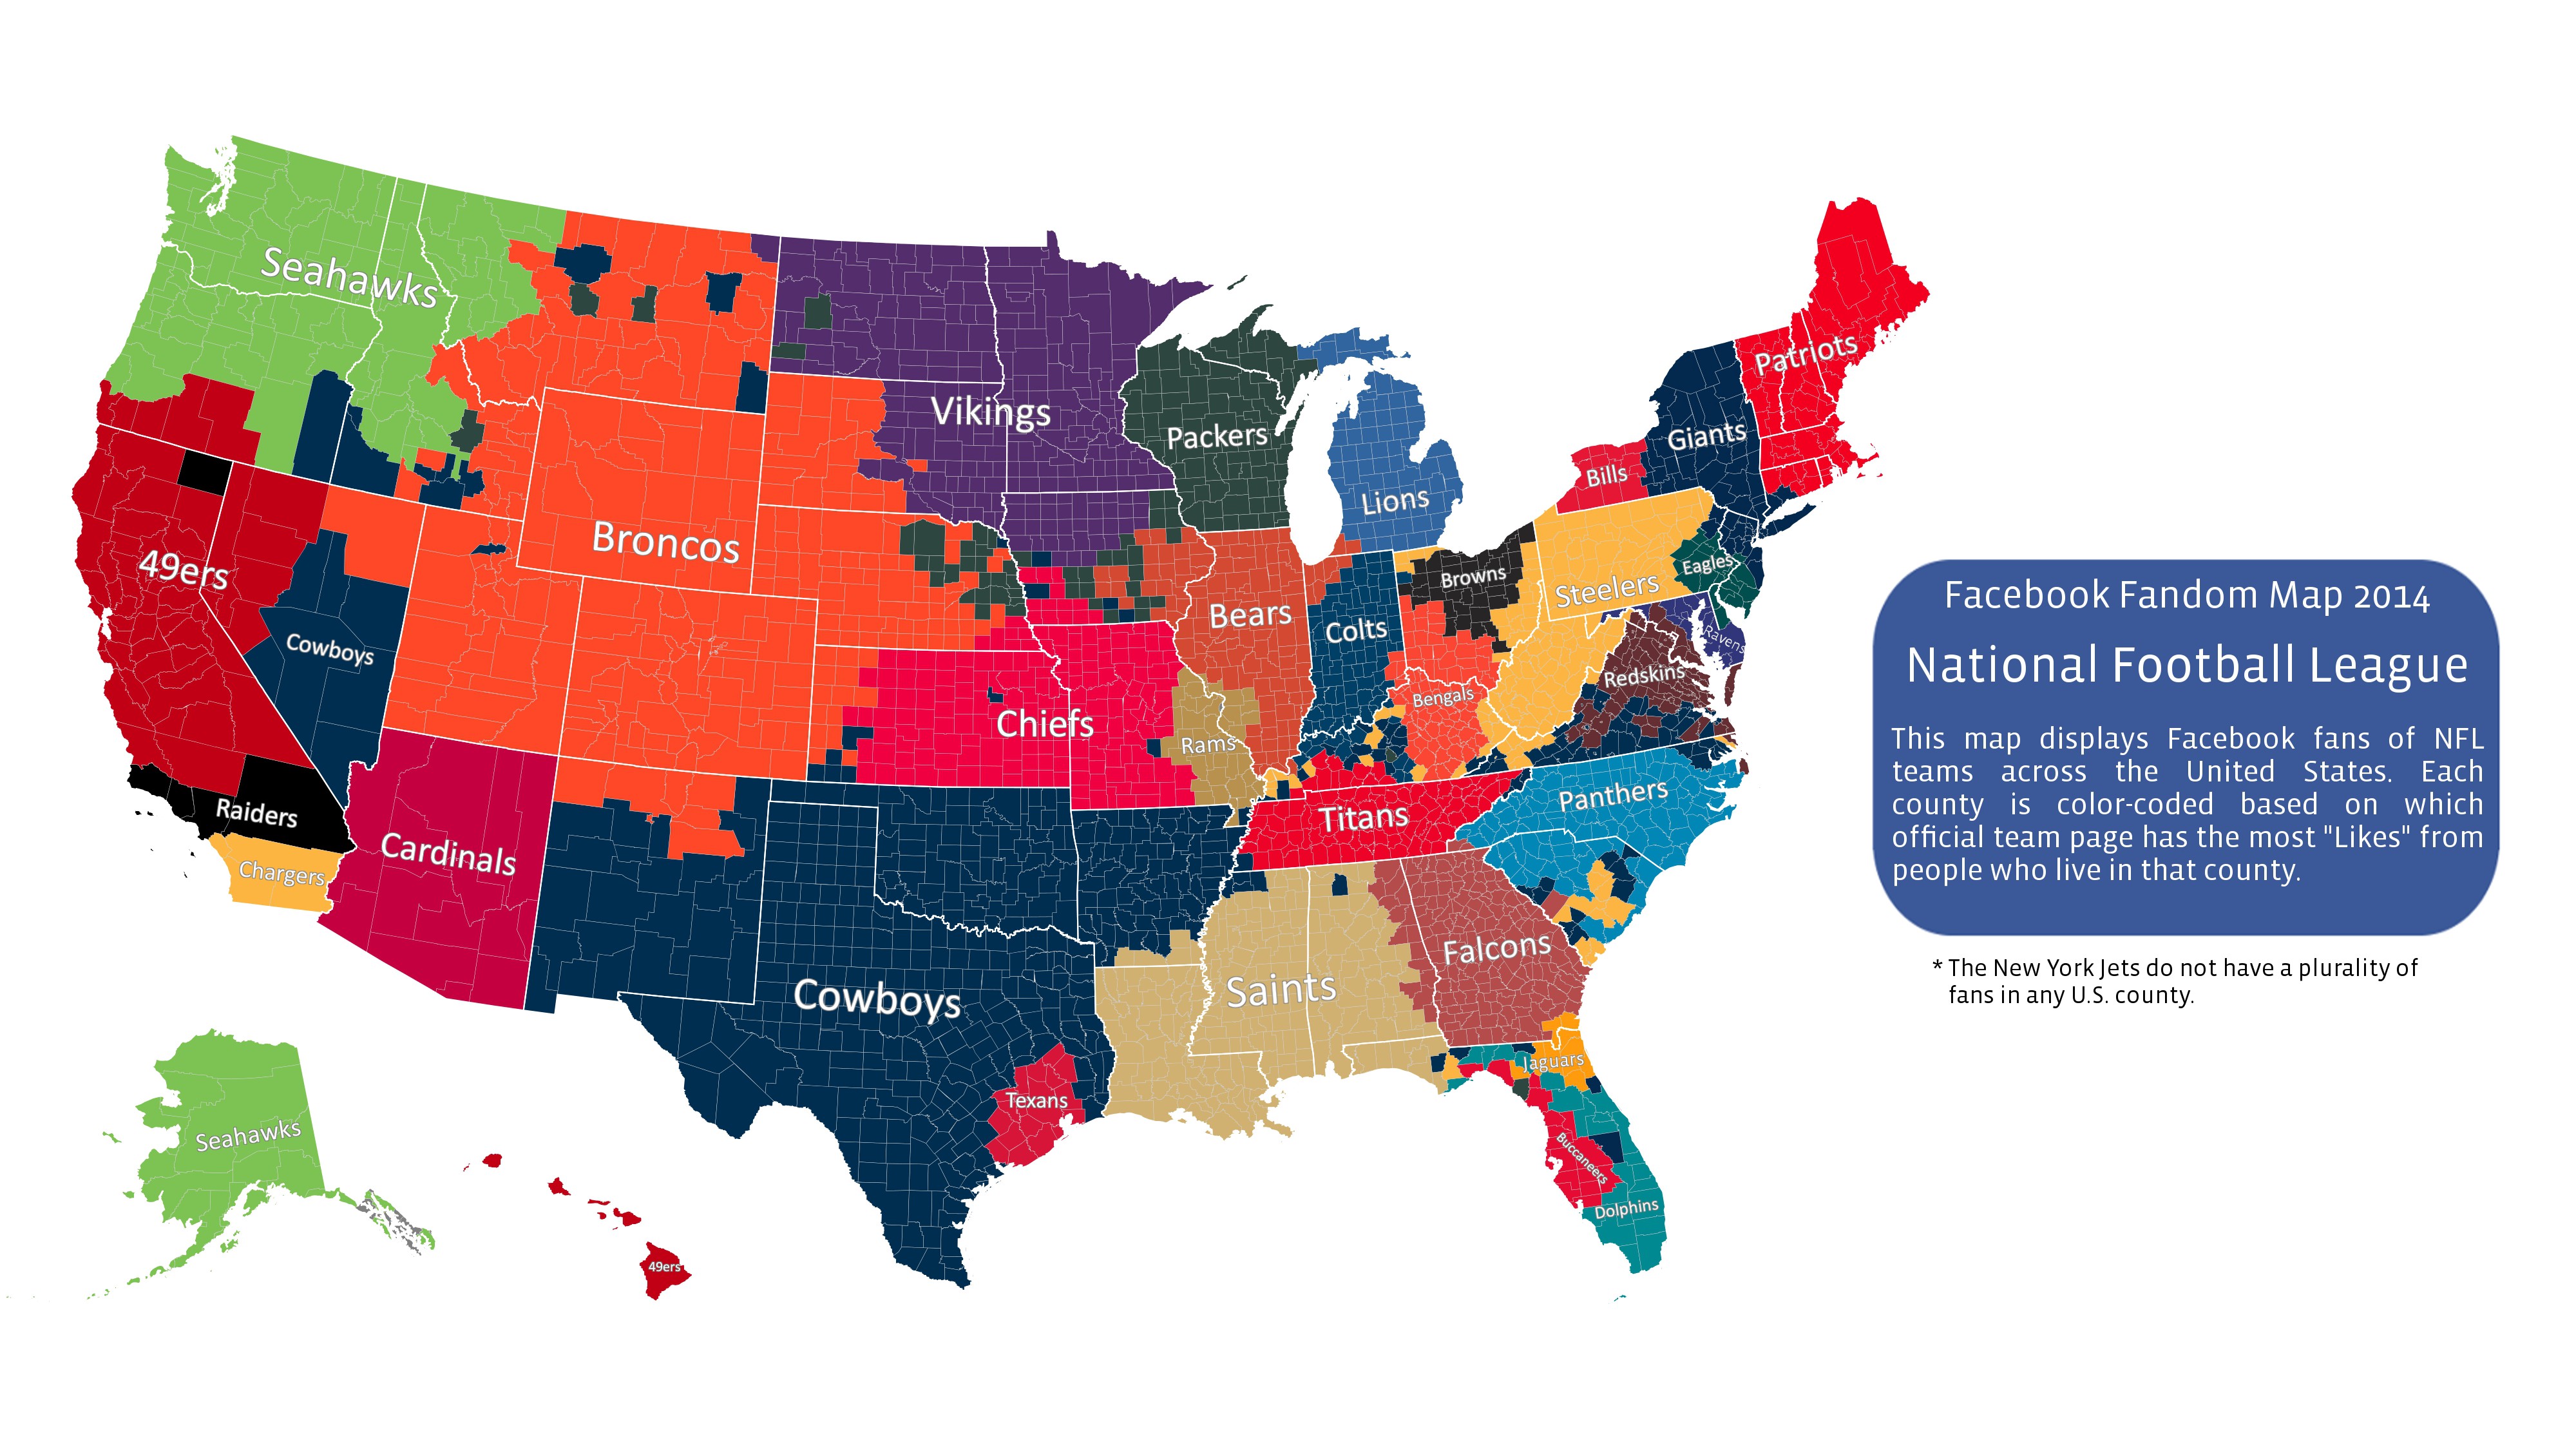 Seahawks
Vikings
Packers
Patriots
Giants
Bills
Lions
49ers
Broncos
Browns
Steelers
Eagles
Cowboys
Bears
Colts
Ravens
Redskins
Bengals
Chiefs
Rams
Raiders
Titans
Panthers
Cardinals
Chargers
Cowboys
Saints
Falcons
Jaguars
Texans
Buccaneers
Dolphins
Seahawks
49ers
Facebook Fandom Map 2014
National Football League
This map displays Facebook fans of NFL
teams across the United States. Each
county is color-coded based on which
official team page has the most "Likes" from
people who live in that county.
* The New York Jets do not have a plurality of
fans in any U.S. county.